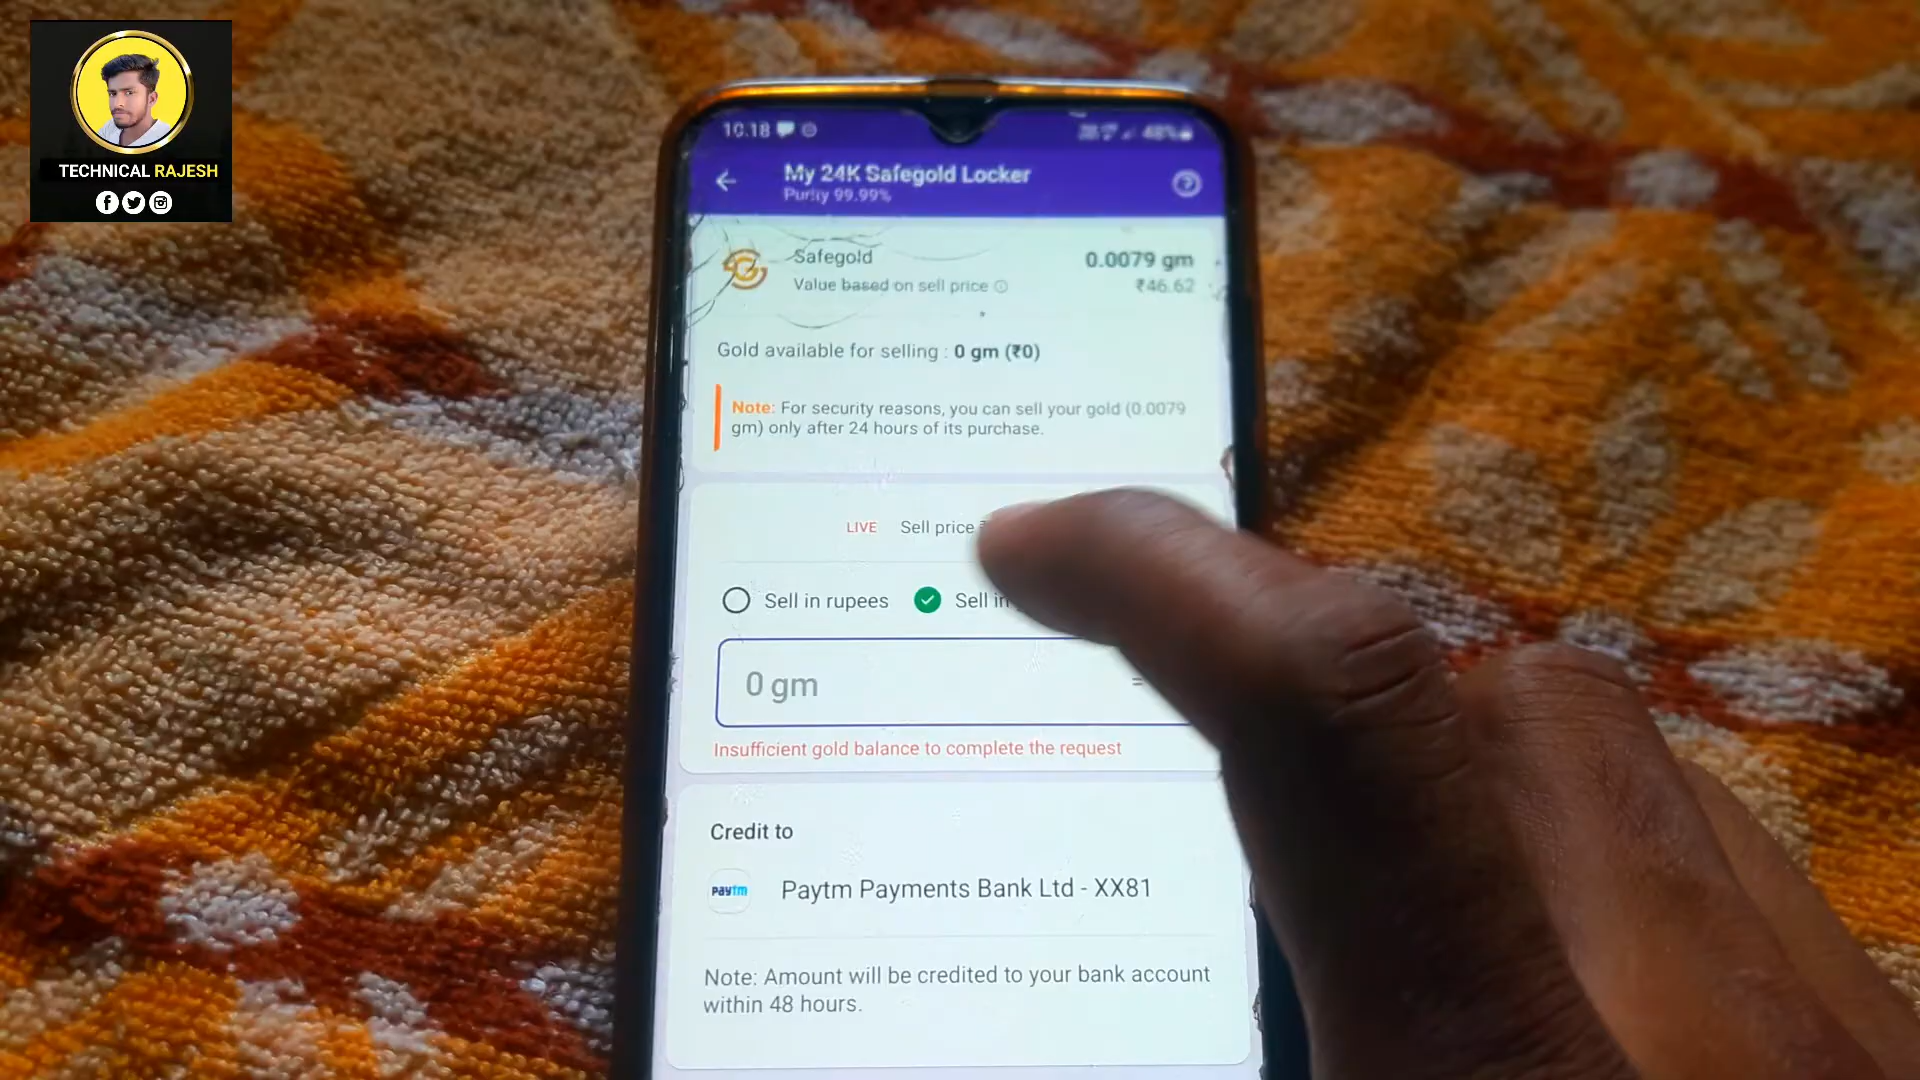 TECHNICAL RAJESH
10.18
48%
My 24K Safegold Locker
Purity 99.99%
Safegold
0.0079 gm
Value based on sell price
₹46.62
Gold available for selling : 0 gm (₹0)
Note: For security reasons, you can sell your gold (0.0079
gm) only after 24 hours of its purchase.
LIVE Sell price
Sell in rupees
Sell in
0 gm
=
Insufficient gold balance to complete the request
Credit to
paytm
Paytm Payments Bank Ltd - XX81
Note: Amount will be credited to your bank account
within 48 hours.